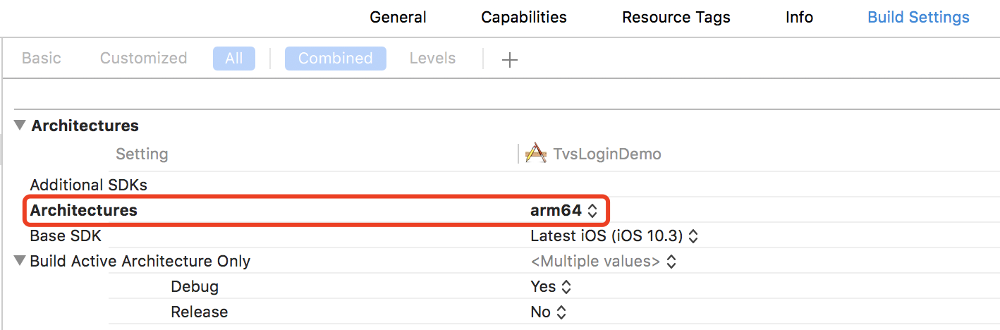 General Capabilities Resource Tags Info Build Settings
Basic Customized All Combined Levels
Architectures
Setting TvsLoginDemo
Additional SDKs
Architectures arm64
Base SDK Latest iOS (iOS 10.3)
Build Active Architecture Only <Multiple values>
Debug Yes
Release No